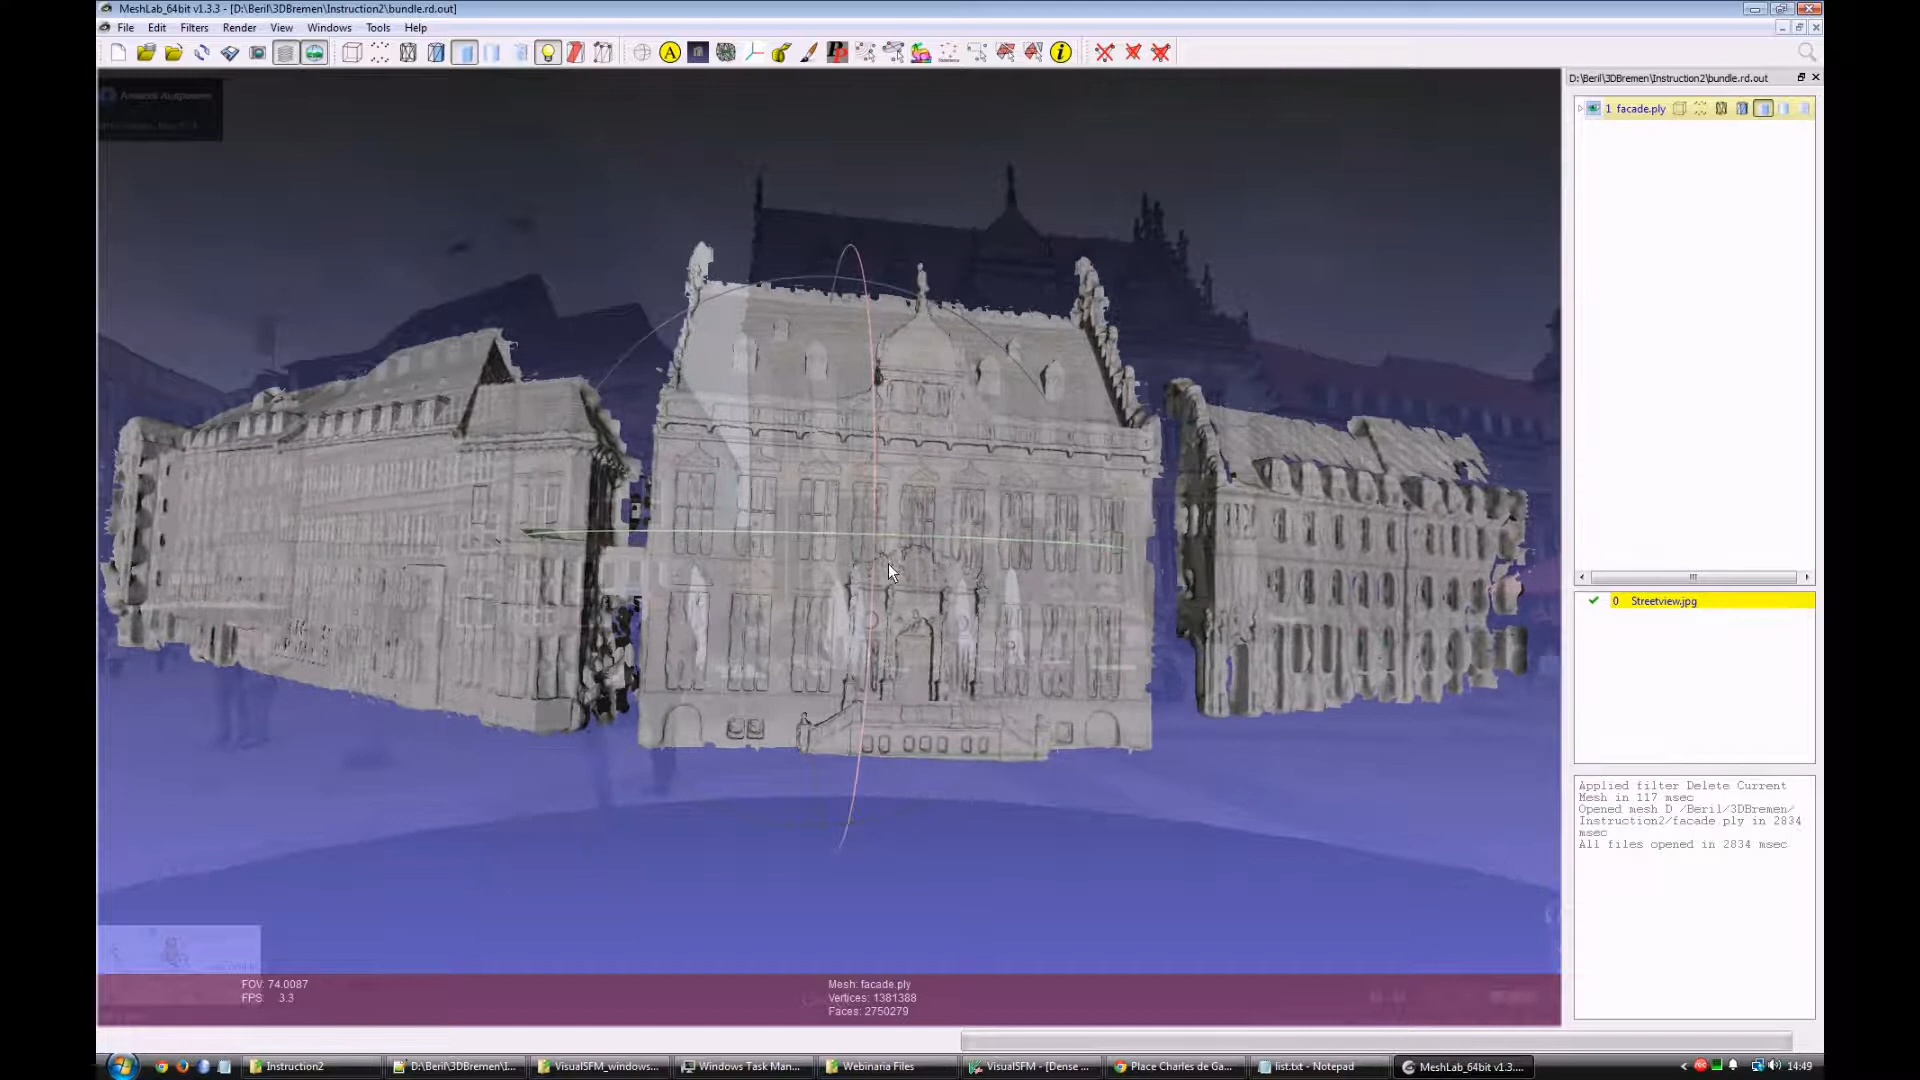 MeshLab_64bit v1.3.3 - [D:\Beril\3DBremen\Instruction2\bundle.rd.out]
File Edit Filters Render View Windows Tools Help
D:\Beril\3DBremen\Instruction2\bundle.rd.out
1 facade.ply
0 Streetview.jpg
Applied filter Delete Current
Mesh in 117 msec
Opened mesh D /Beril/3DBremen/
Instruction2/facade ply in 2834
msec
All files opened in 2834 msec
FOV: 74.0087
FPS: 3.3
Mesh: facade.ply
Vertices: 1381388
Faces: 2750279
Instruction2 D:\Beril\3DBremen\I... VisualSFM_windows... Windows Task Man... Webinaria Files VisualSFM - [Dense ... Place Charles de Ga... list.txt - Notepad MeshLab_64bit v1.3.... 14:49